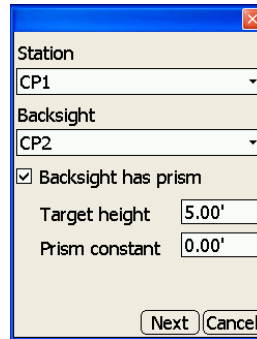 Station
CP1
Backsight
CP2
Backsight has prism
Target height 5.00'
Prism constant 0.00'
Next Cancel